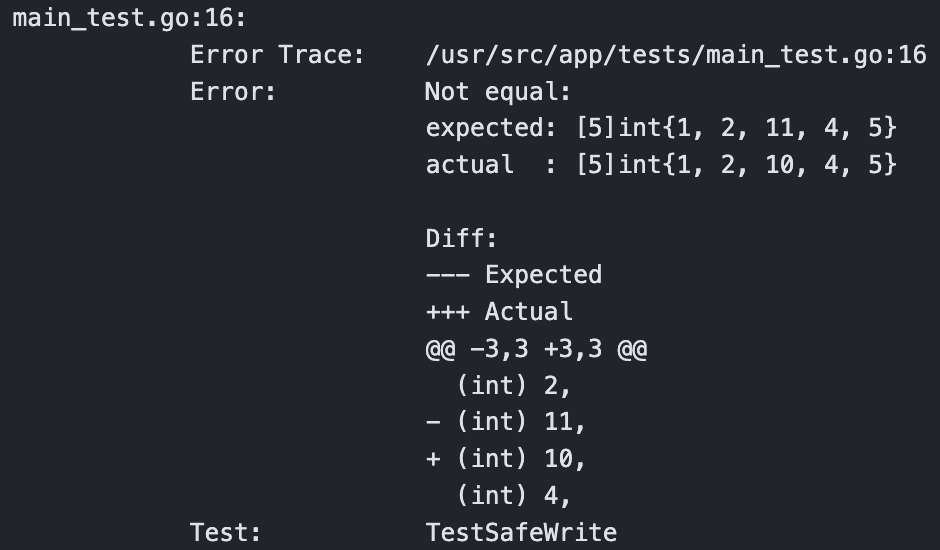 main_test.go:16:
Error Trace: /usr/src/app/tests/main_test.go:16
Error: Not equal:
expected: [5]int{1, 2, 11, 4, 5}
actual  : [5]int{1, 2, 10, 4, 5}
Diff:
--- Expected
+++ Actual
@@ -3,3 +3,3 @@
(int) 2,
- (int) 11,
+ (int) 10,
(int) 4,
Test: TestSafeWrite